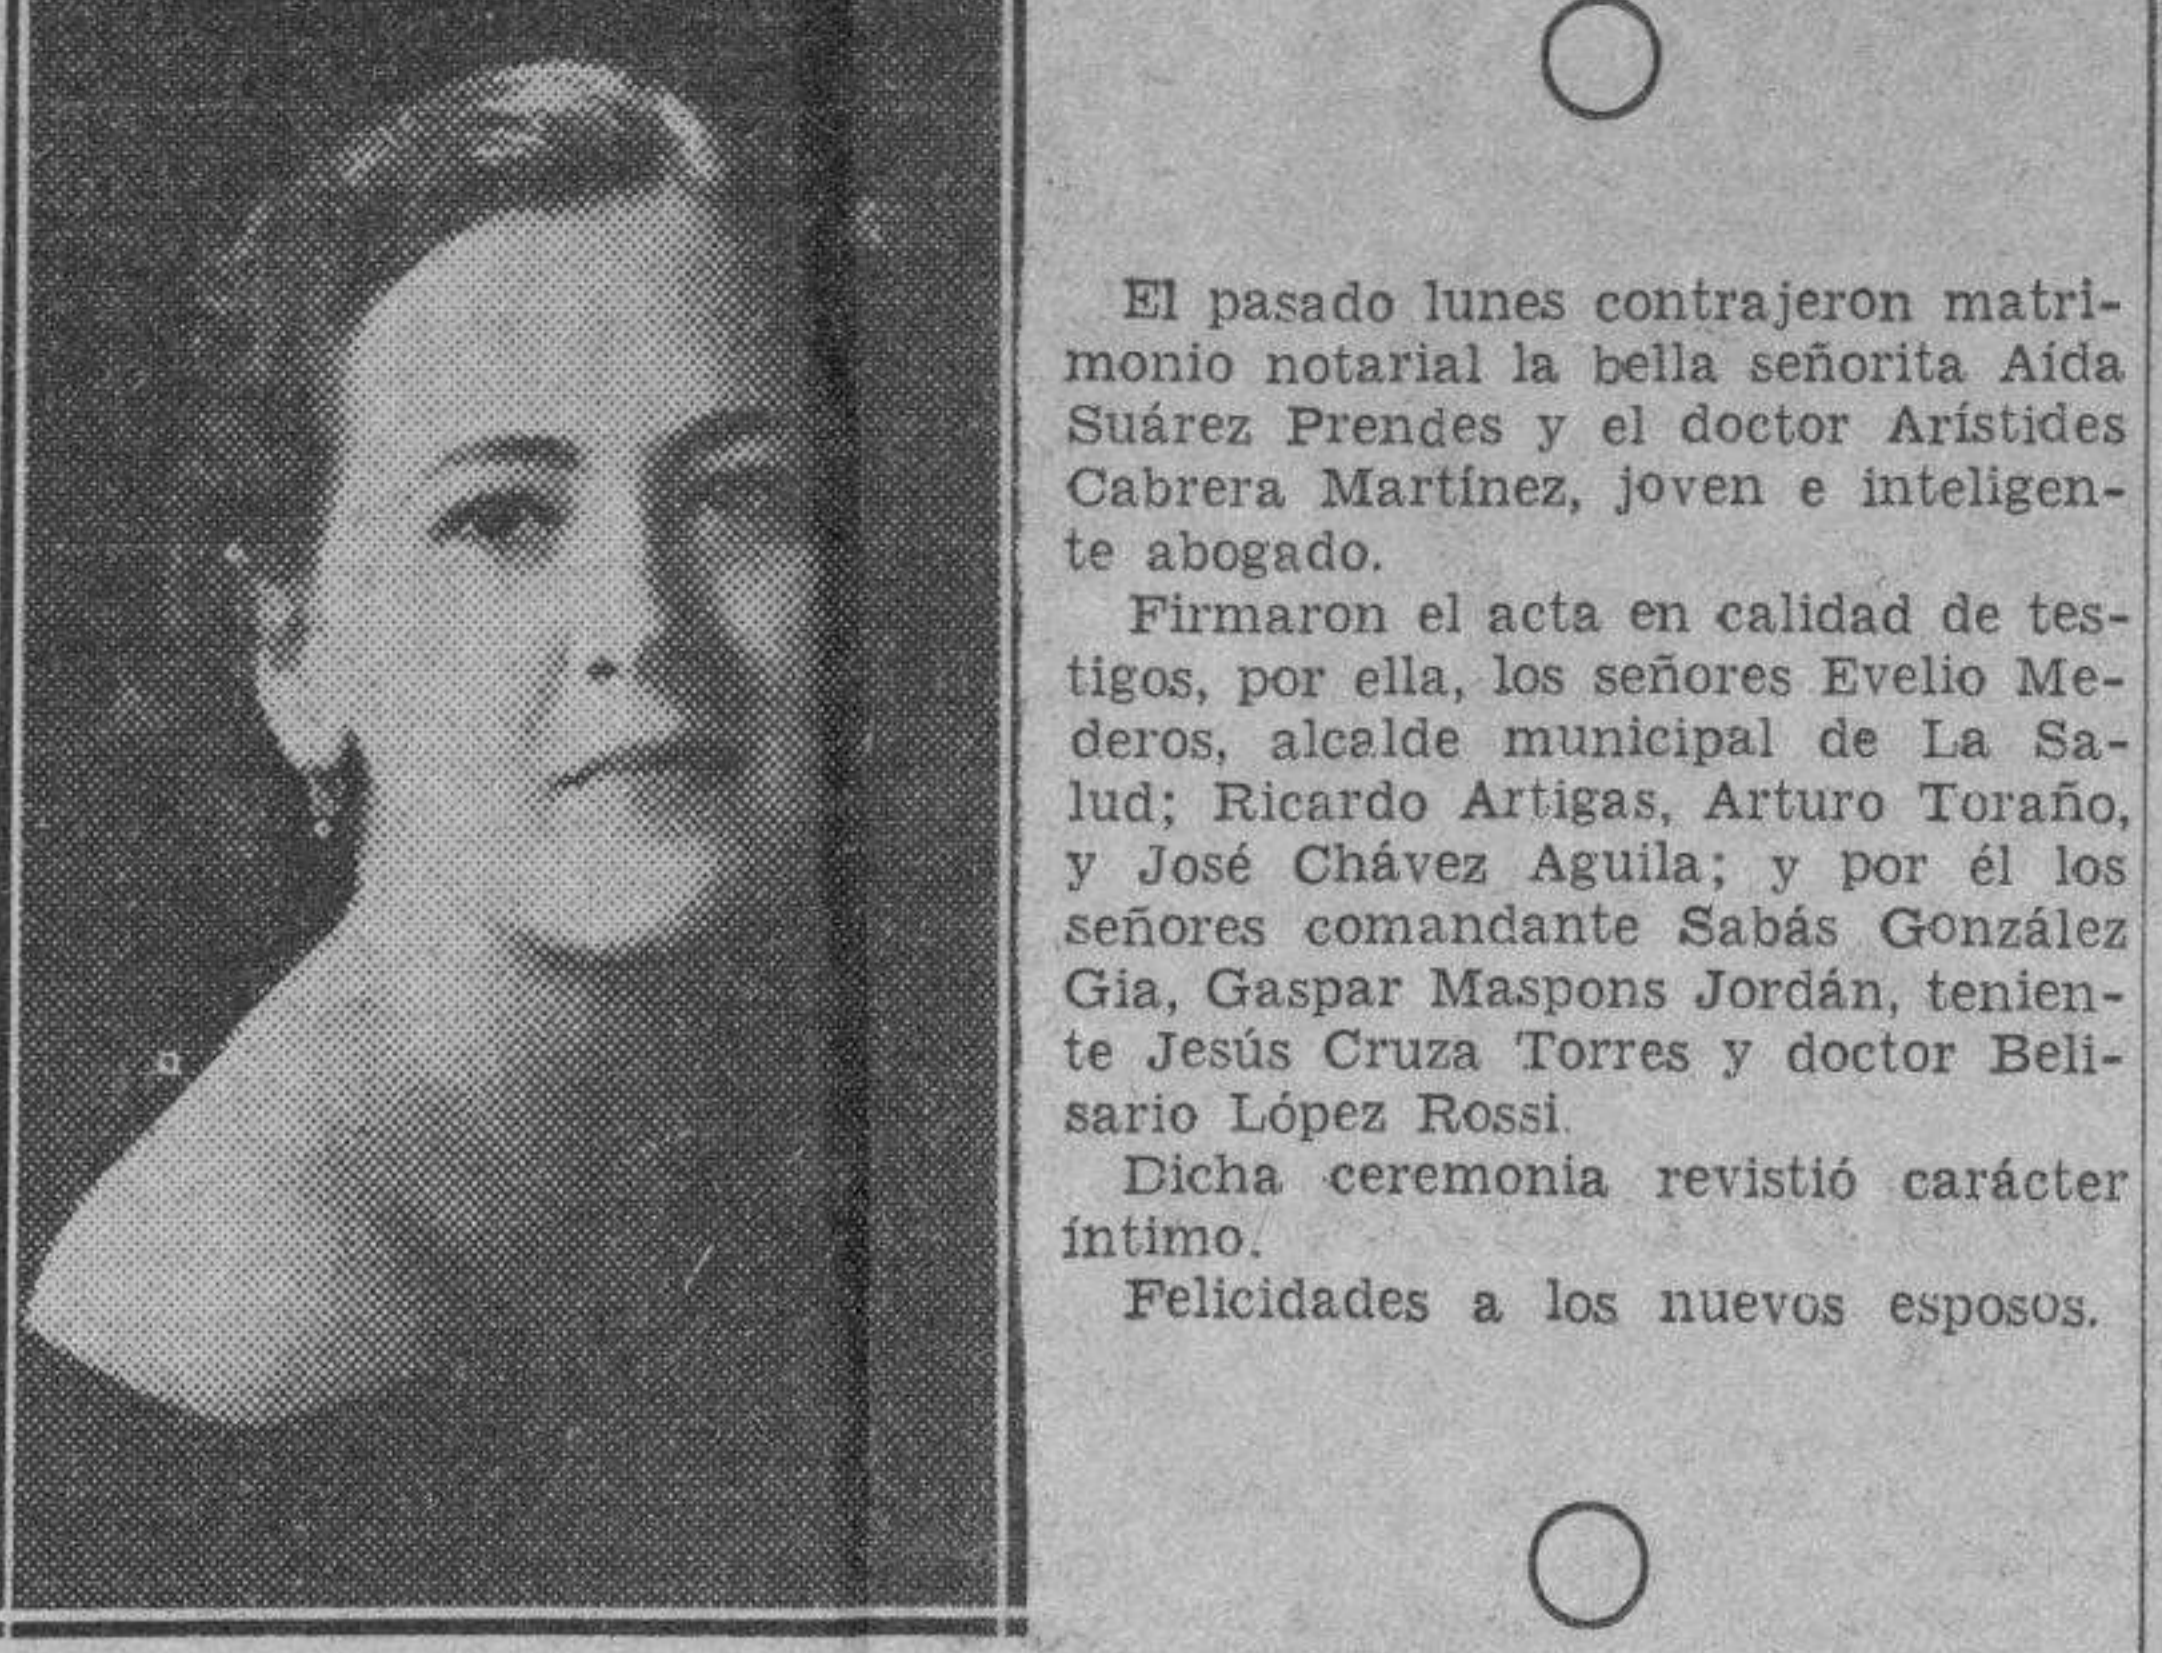 El pasado lunes contrajeron matri-
monio notarial la bella señorita Aída
Suárez Prendes y el doctor Arístides
Cabrera Martínez, joven e inteligen-
te abogado.
Firmaron el acta en calidad de tes-
tigos, por ella, los señores Evelio Me-
deros, alcalde municipal de La Sa-
lud; Ricardo Artigas, Arturo Toraño,
y José Chávez Aguila; y por él los
señores comandante Sabás González
Gia, Gaspar Maspons Jordán, tenien-
te Jesús Cruza Torres y doctor Beli-
sario López Rossi.
Dicha ceremonia revistió carácter
íntimo.
Felicidades a los nuevos esposos.